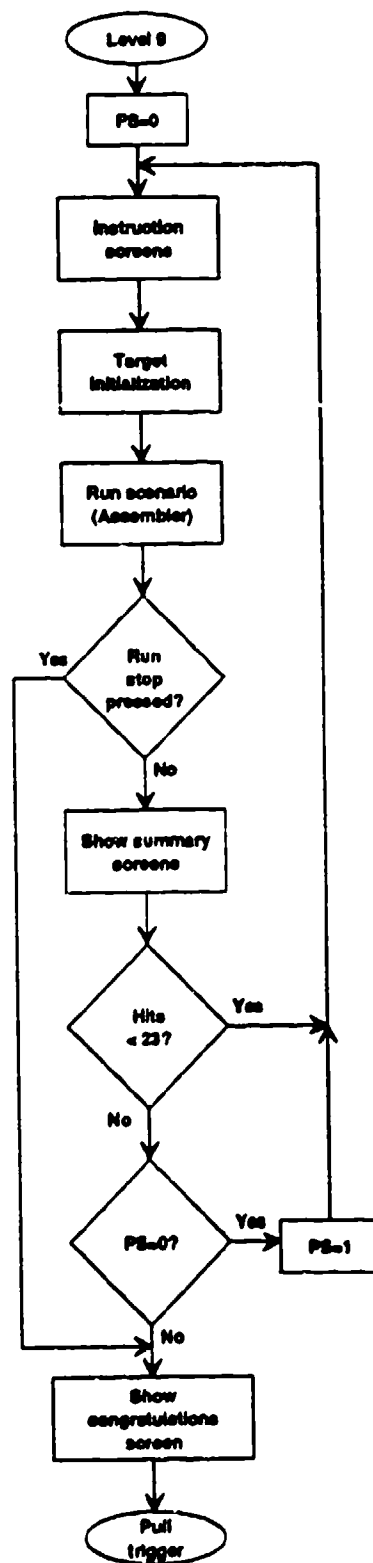 Level 9
PS=0
Instruction
screens
Target
initialization
Run scenario
(Assembler)
Yes
Run
stop
pressed?
No
Show summary
screens
Hits
< 23?
Yes
No
PS=0?
Yes
PS=1
No
Show
congratulations
screen
Pull
trigger